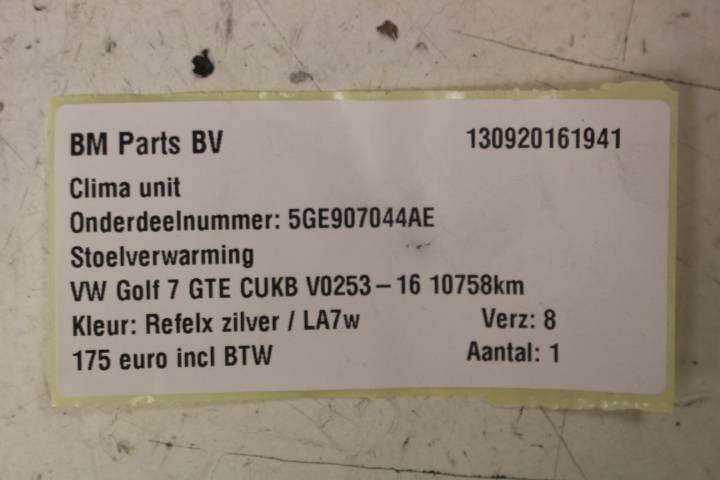 BM Parts BV 130920161941
Clima unit
Onderdeelnummer: 5GE907044AE
Stoelverwarming
VW Golf 7 GTE CUKB V0253-16 10758km
Kleur: Refelx zilver / LA7w Verz: 8
175 euro incl BTW Aantal: 1